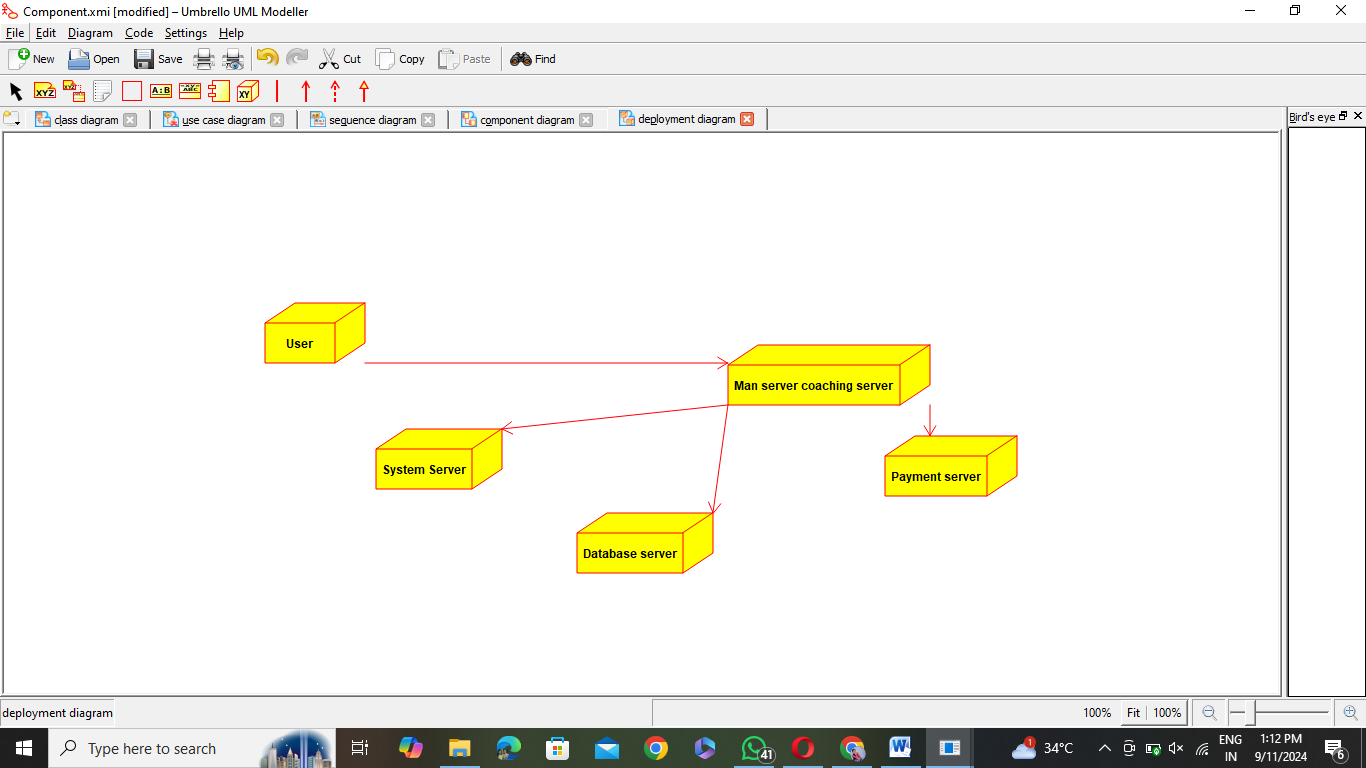 Component.xmi [modified] – Umbrello UML Modeller
File Edit Diagram Code Settings Help
New Open Save Cut Copy Paste Find
XYZ XYZ A:B ABC XY
class diagram use case diagram sequence diagram component diagram deployment diagram Bird's eye
User
Man server coaching server
System Server
Payment server
Database server
deployment diagram 100% Fit 100%
Type here to search 41 1 34°C ENG IN 1:12 PM 9/11/2024 6